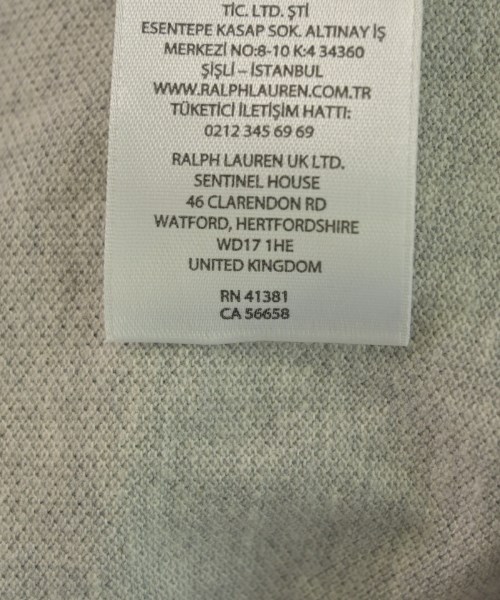 TİC. LTD. ŞTİ
ESENTEPE KASAP SOK. ALTINAY İŞ
MERKEZİ NO:8-10 K:4 34360
ŞİŞLİ – İSTANBUL
WWW.RALPHLAUREN.COM.TR
TÜKETİCİ İLETİŞİM HATTI:
0212 345 69 69
RALPH LAUREN UK LTD.
SENTINEL HOUSE
46 CLARENDON RD
WATFORD, HERTFORDSHIRE
WD17 1HE
UNITED KINGDOM
RN 41381
CA 56658